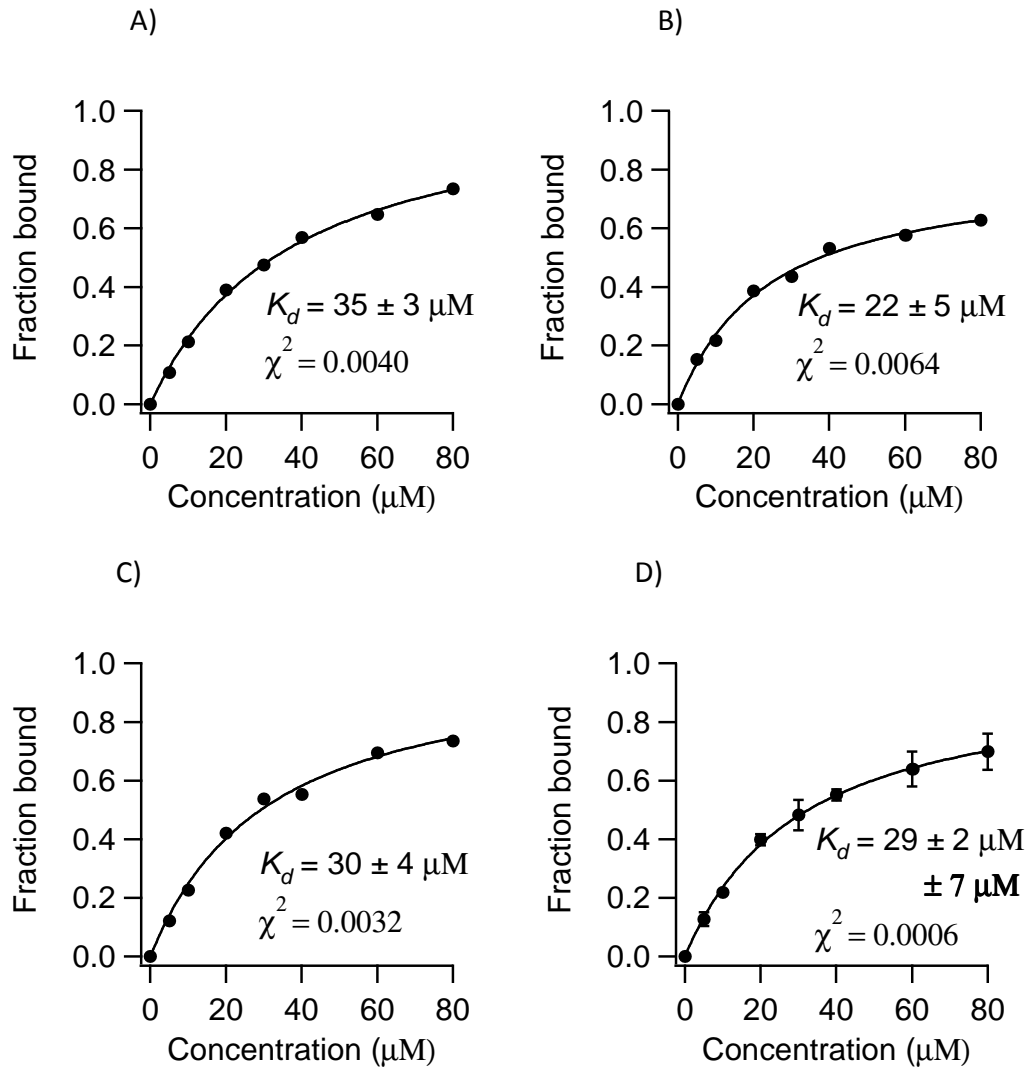 A)
Fraction bound
1.0
0.8
0.6
0.4
0.2
0.0
K_d = 35 ± 3 μM
χ² = 0.0040
0 20 40 60 80
Concentration (μM)
B)
Fraction bound
1.0
0.8
0.6
0.4
0.2
0.0
K_d = 22 ± 5 μM
χ² = 0.0064
0 20 40 60 80
Concentration (μM)
C)
Fraction bound
1.0
0.8
0.6
0.4
0.2
0.0
K_d = 30 ± 4 μM
χ² = 0.0032
0 20 40 60 80
Concentration (μM)
D)
Fraction bound
1.0
0.8
0.6
0.4
0.2
0.0
K_d = 29 ± 2 μM
± 7 μM
χ² = 0.0006
0 20 40 60 80
Concentration (μM)